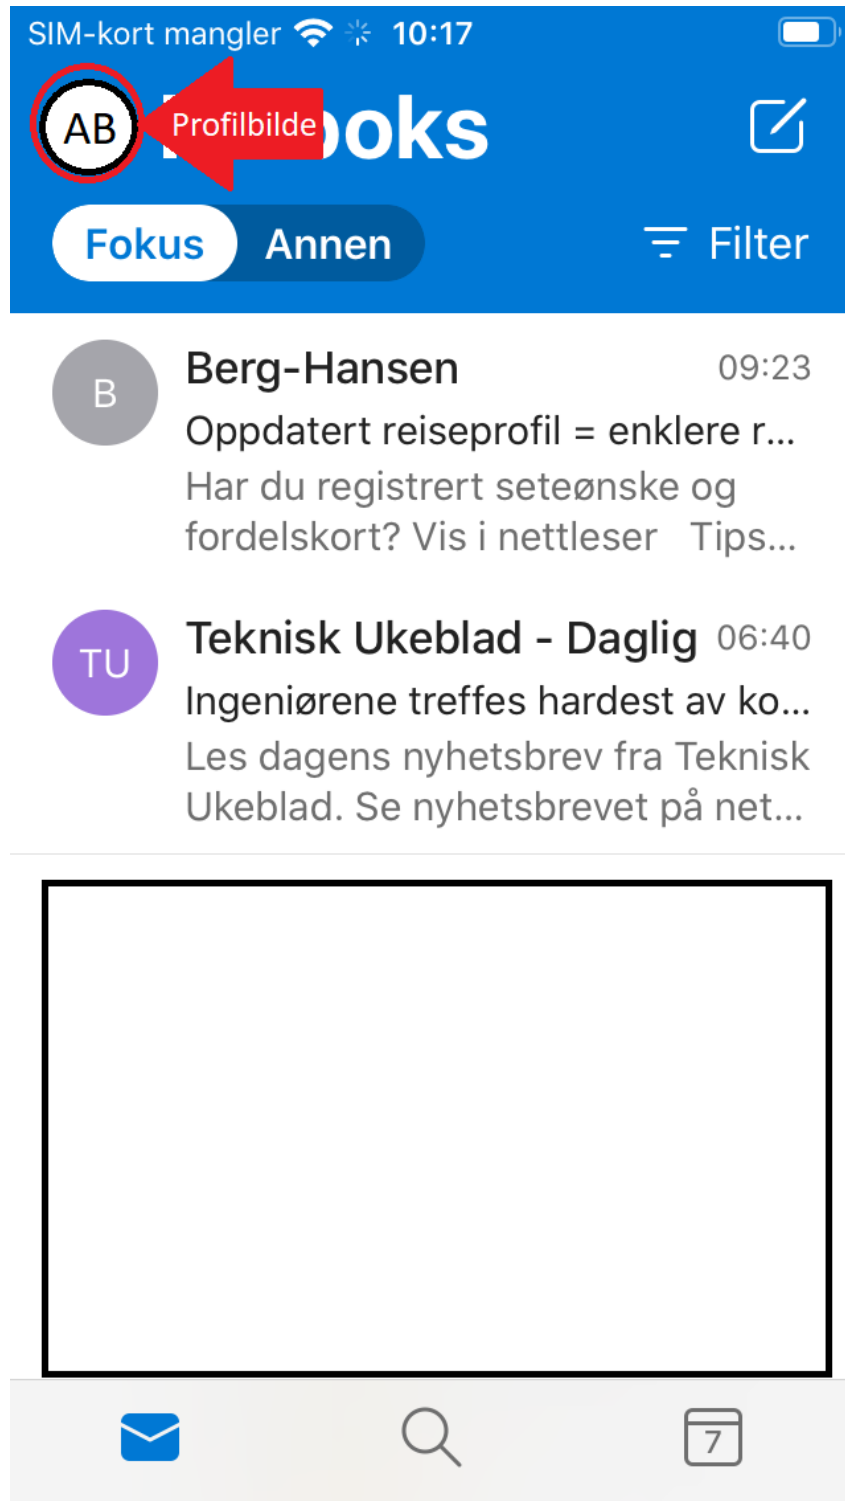 SIM-kort mangler 10:17
AB
Profilbilde
Fokus Annen
Filter
B
Berg-Hansen 09:23
Oppdatert reiseprofil = enklere r...
Har du registrert seteønske og
fordelskort? Vis i nettleser Tips...
TU
Teknisk Ukeblad - Daglig 06:40
Ingeniørene treffes hardest av ko...
Les dagens nyhetsbrev fra Teknisk
Ukeblad. Se nyhetsbrevet på net...
7